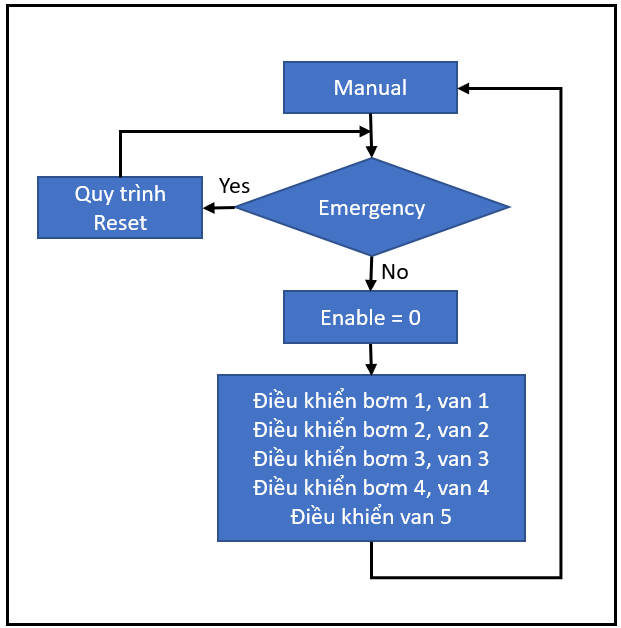 Manual
Emergency
Yes
Quy trình
Reset
No
Enable = 0
Điều khiển bơm 1, van 1
Điều khiển bơm 2, van 2
Điều khiển bơm 3, van 3
Điều khiển bơm 4, van 4
Điều khiển van 5